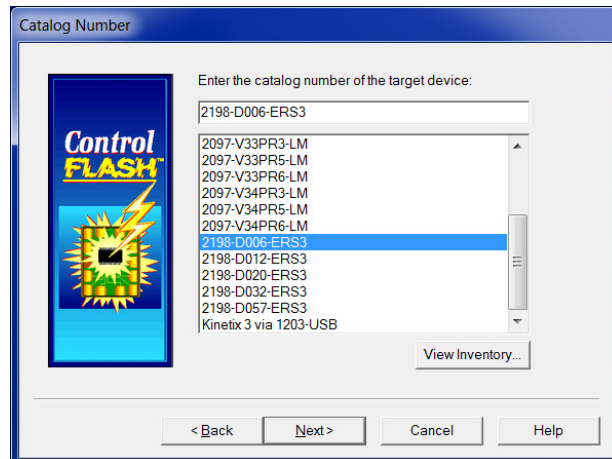 Catalog Number
Enter the catalog number of the target device:
2198-D006-ERS3
Control
FLASH™
2097-V33PR3-LM
2097-V33PR5-LM
2097-V33PR6-LM
2097-V34PR3-LM
2097-V34PR5-LM
2097-V34PR6-LM
2198-D006-ERS3
2198-D012-ERS3
2198-D020-ERS3
2198-D032-ERS3
2198-D057-ERS3
Kinetix 3 via 1203-USB
View Inventory...
< Back
Next >
Cancel
Help